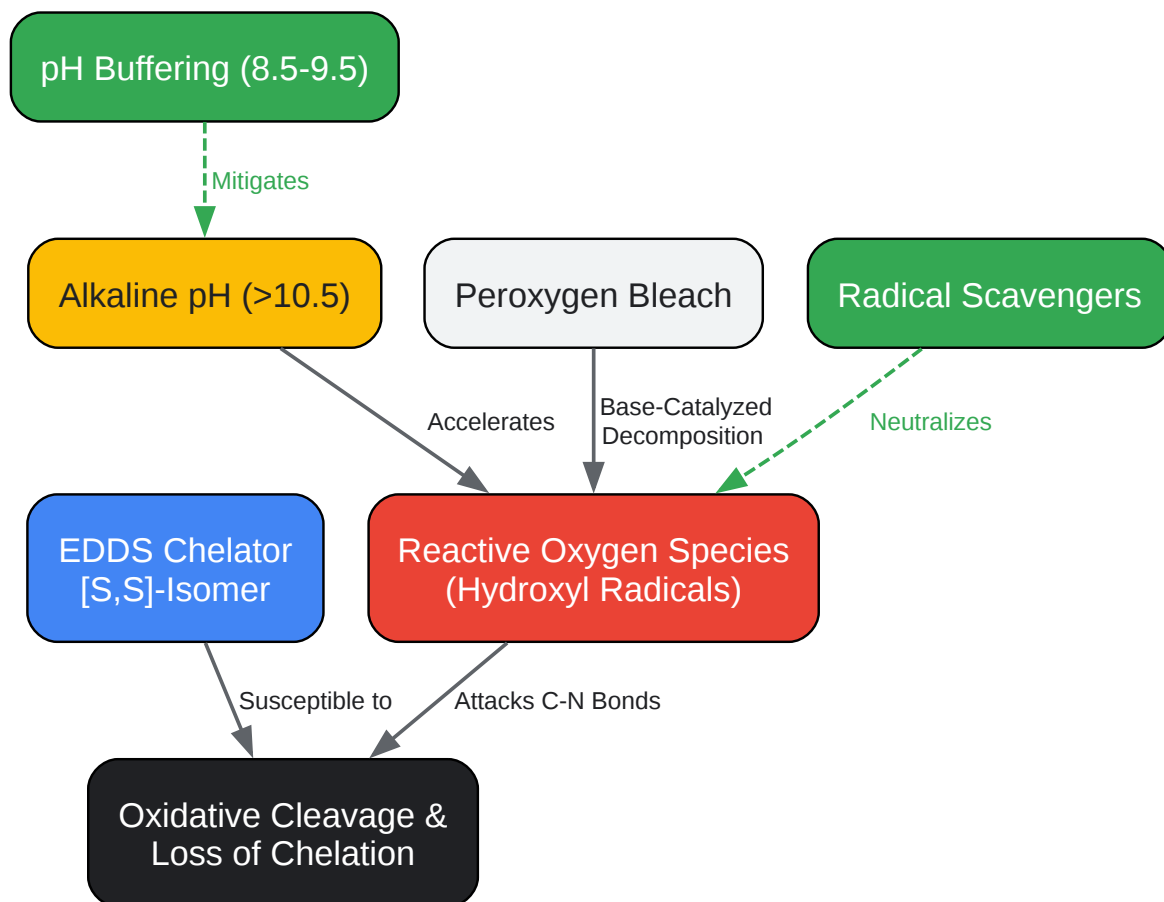 pH Buffering (8.5-9.5)
Mitigates
Alkaline pH (>10.5)
Peroxygen Bleach
Radical Scavengers
Accelerates
Base-Catalyzed
Decomposition
Neutralizes
EDDS Chelator
[S,S]-Isomer
Reactive Oxygen Species
(Hydroxyl Radicals)
Susceptible to
Attacks C-N Bonds
Oxidative Cleavage &
Loss of Chelation